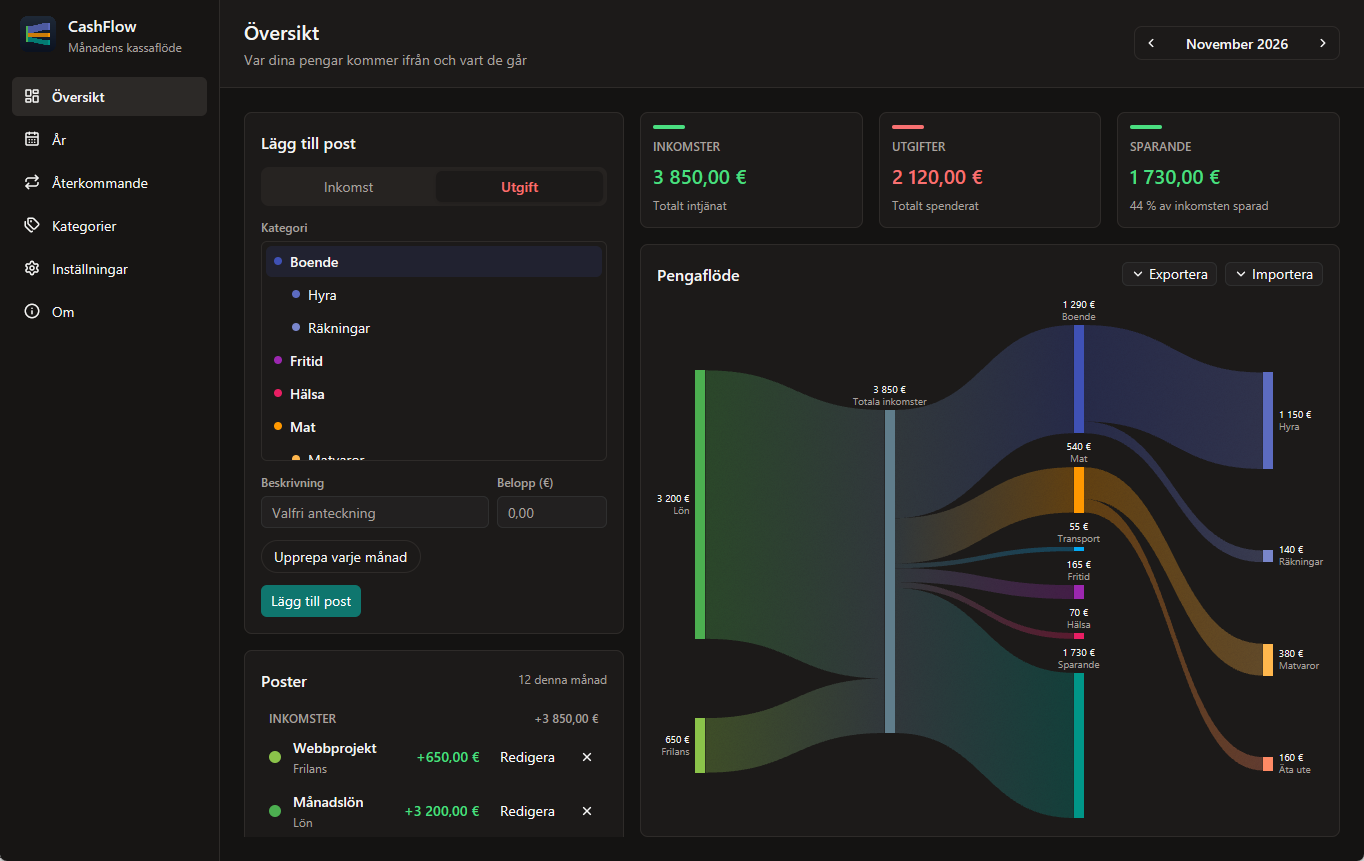 CashFlow
Månadens kassaflöde
Översikt
År
Återkommande
Kategorier
Inställningar
Om
Översikt
Var dina pengar kommer ifrån och vart de går
November 2026
Lägg till post
Inkomst
Utgift
Kategori
Boende
Hyra
Räkningar
Fritid
Hälsa
Mat
Matvaror
Beskrivning
Belopp (€)
Valfri anteckning
0,00
Upprepa varje månad
Lägg till post
Poster
12 denna månad
INKOMSTER
+3 850,00 €
Webbprojekt
Frilans
+650,00 €
Redigera
Månadslön
Lön
+3 200,00 €
Redigera
INKOMSTER
3 850,00 €
Totalt intjänat
UTGIFTER
2 120,00 €
Totalt spenderat
SPARANDE
1 730,00 €
44 % av inkomsten sparad
Pengaflöde
Exportera
Importera
3 200 €
Lön
650 €
Frilans
3 850 €
Totala inkomster
1 290 €
Boende
540 €
Mat
55 €
Transport
165 €
Fritid
70 €
Hälsa
1 730 €
Sparande
1 150 €
Hyra
140 €
Räkningar
380 €
Matvaror
160 €
Äta ute